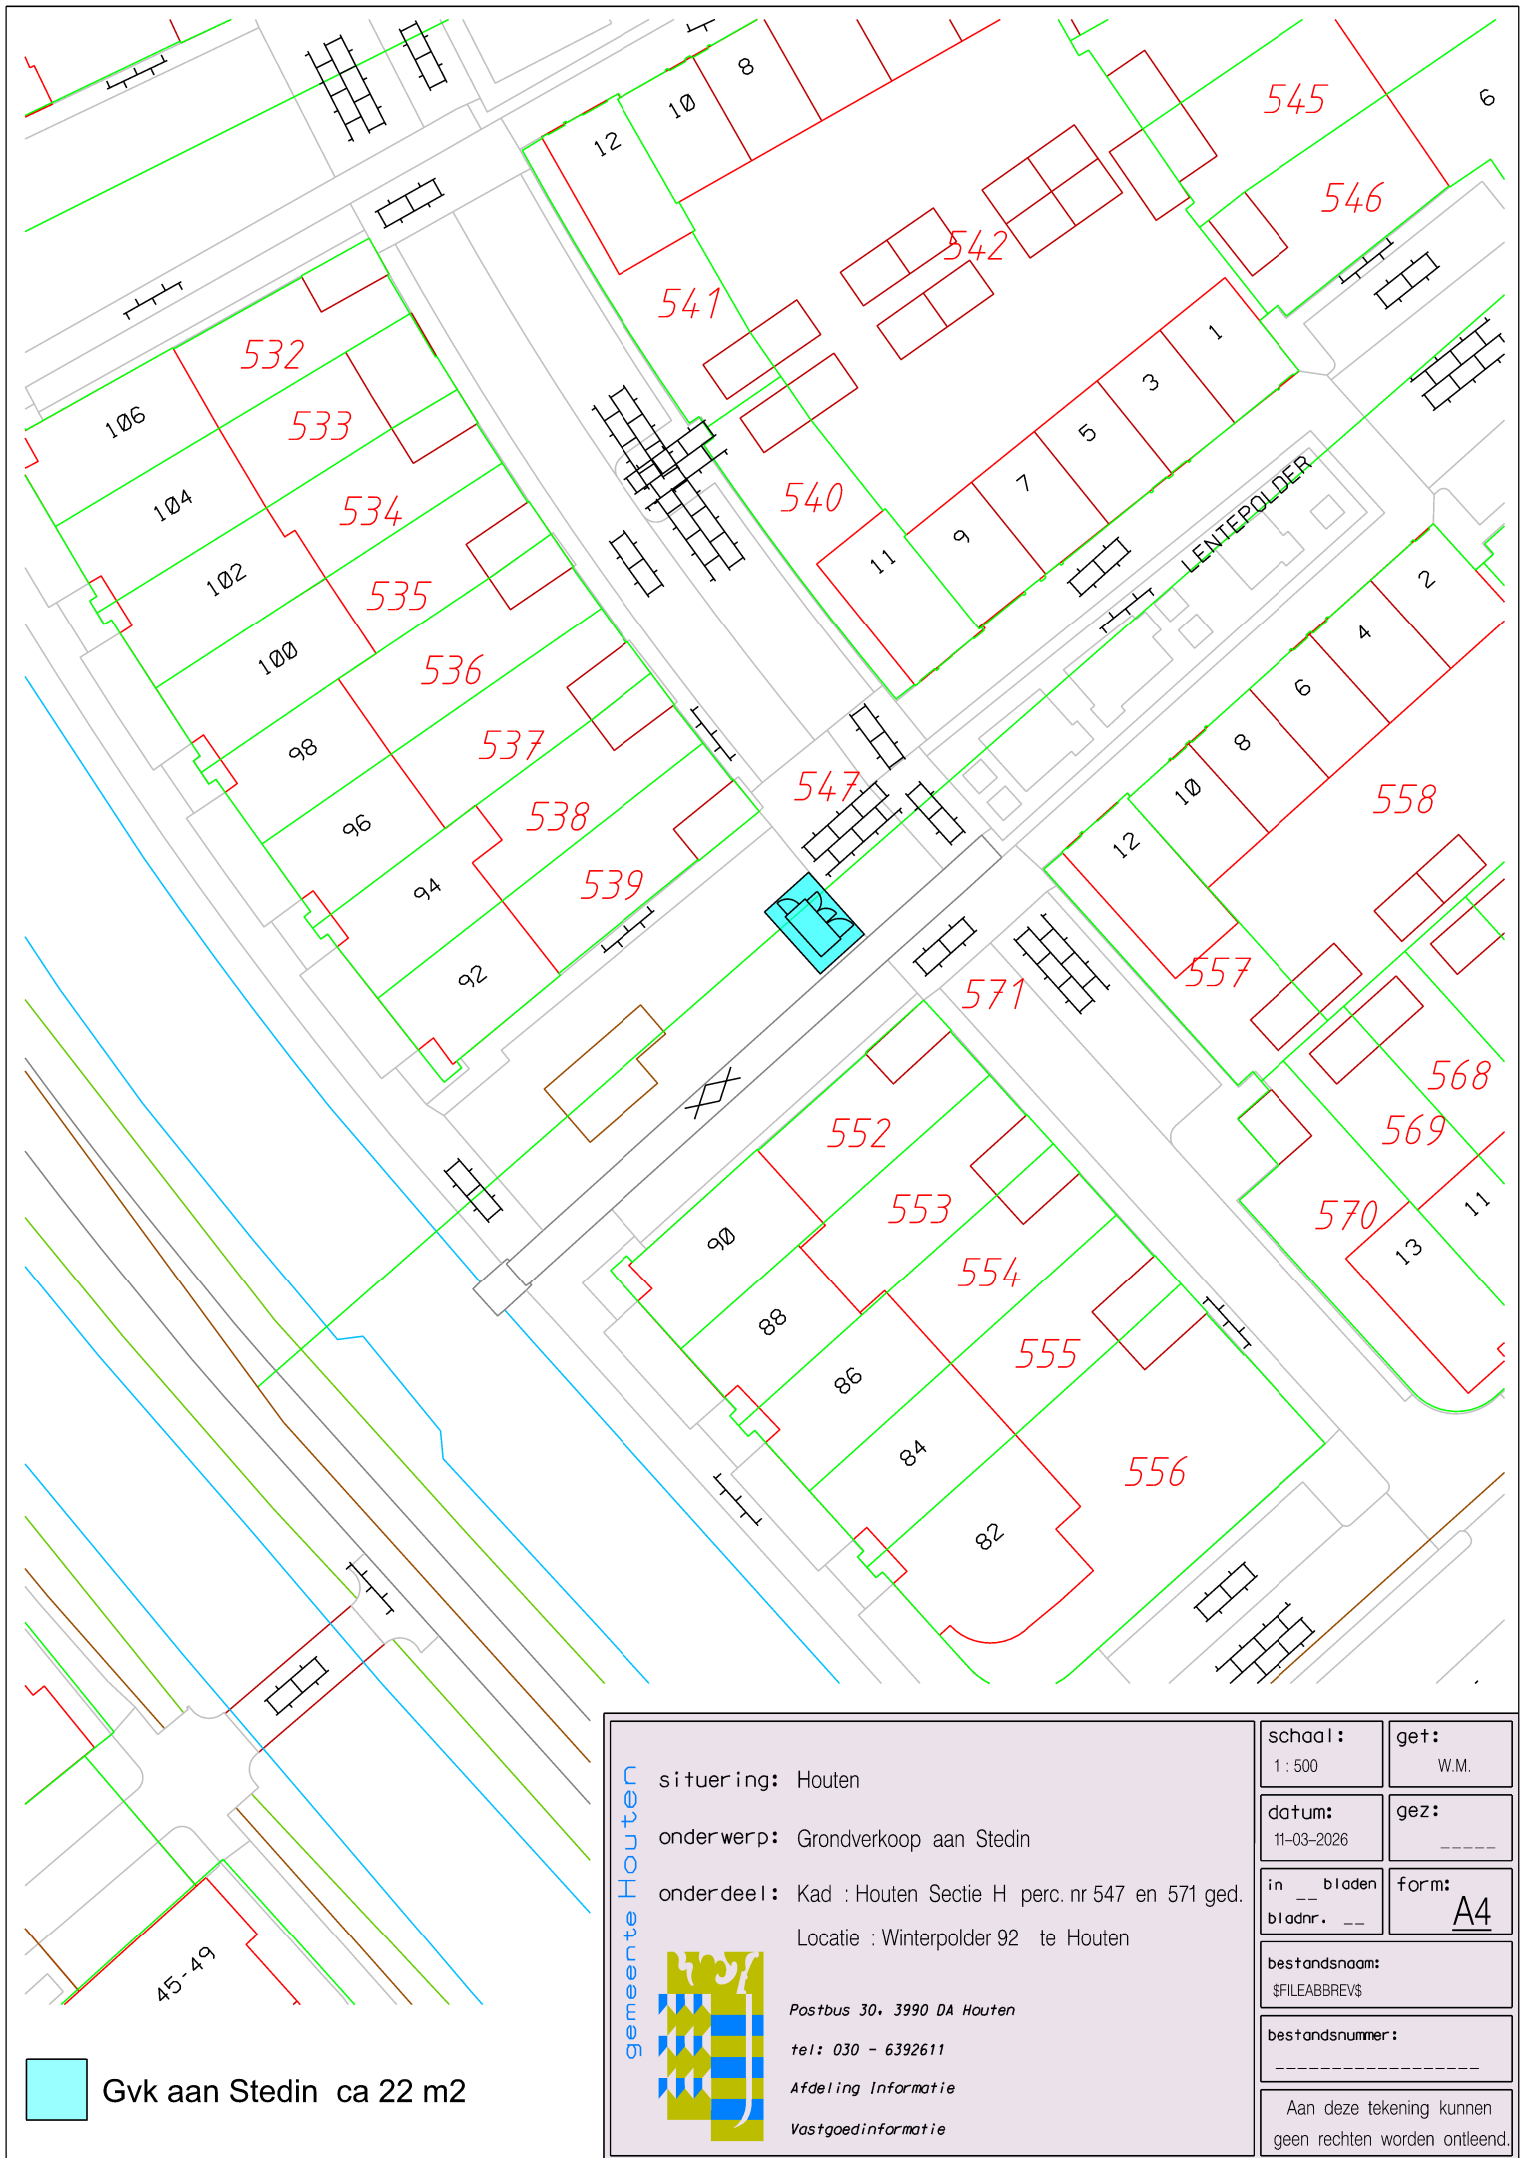 8
10
12
545
6
546
542
541
532
106
533
1
3
5
7
9
11
540
104
534
102
535
LENTEPOLDER
100
536
2
4
6
8
10
12
98
537
547
558
96
538
94
539
92
571
557
568
569
552
553
570
11
13
90
554
88
555
86
84
556
82
45-49
Gvk aan Stedin ca 22 m2
gemeente Houten
situering: Houten
onderwerp: Grondverkoop aan Stedin
onderdeel: Kad : Houten Sectie H perc. nr 547 en 571 ged.
Locatie : Winterpolder 92 te Houten
Postbus 30. 3990 DA Houten
tel: 030 - 6392611
Afdeling Informatie
Vastgoedinformatie
schaal:
1 : 500
get:
W.M.
datum:
11-03-2026
gez:
_____
in __ bladen
bladnr. __
form:
A4
bestandsnaam:
$FILEABBREV$
bestandsnummer:
__________________
Aan deze tekening kunnen
geen rechten worden ontleend.